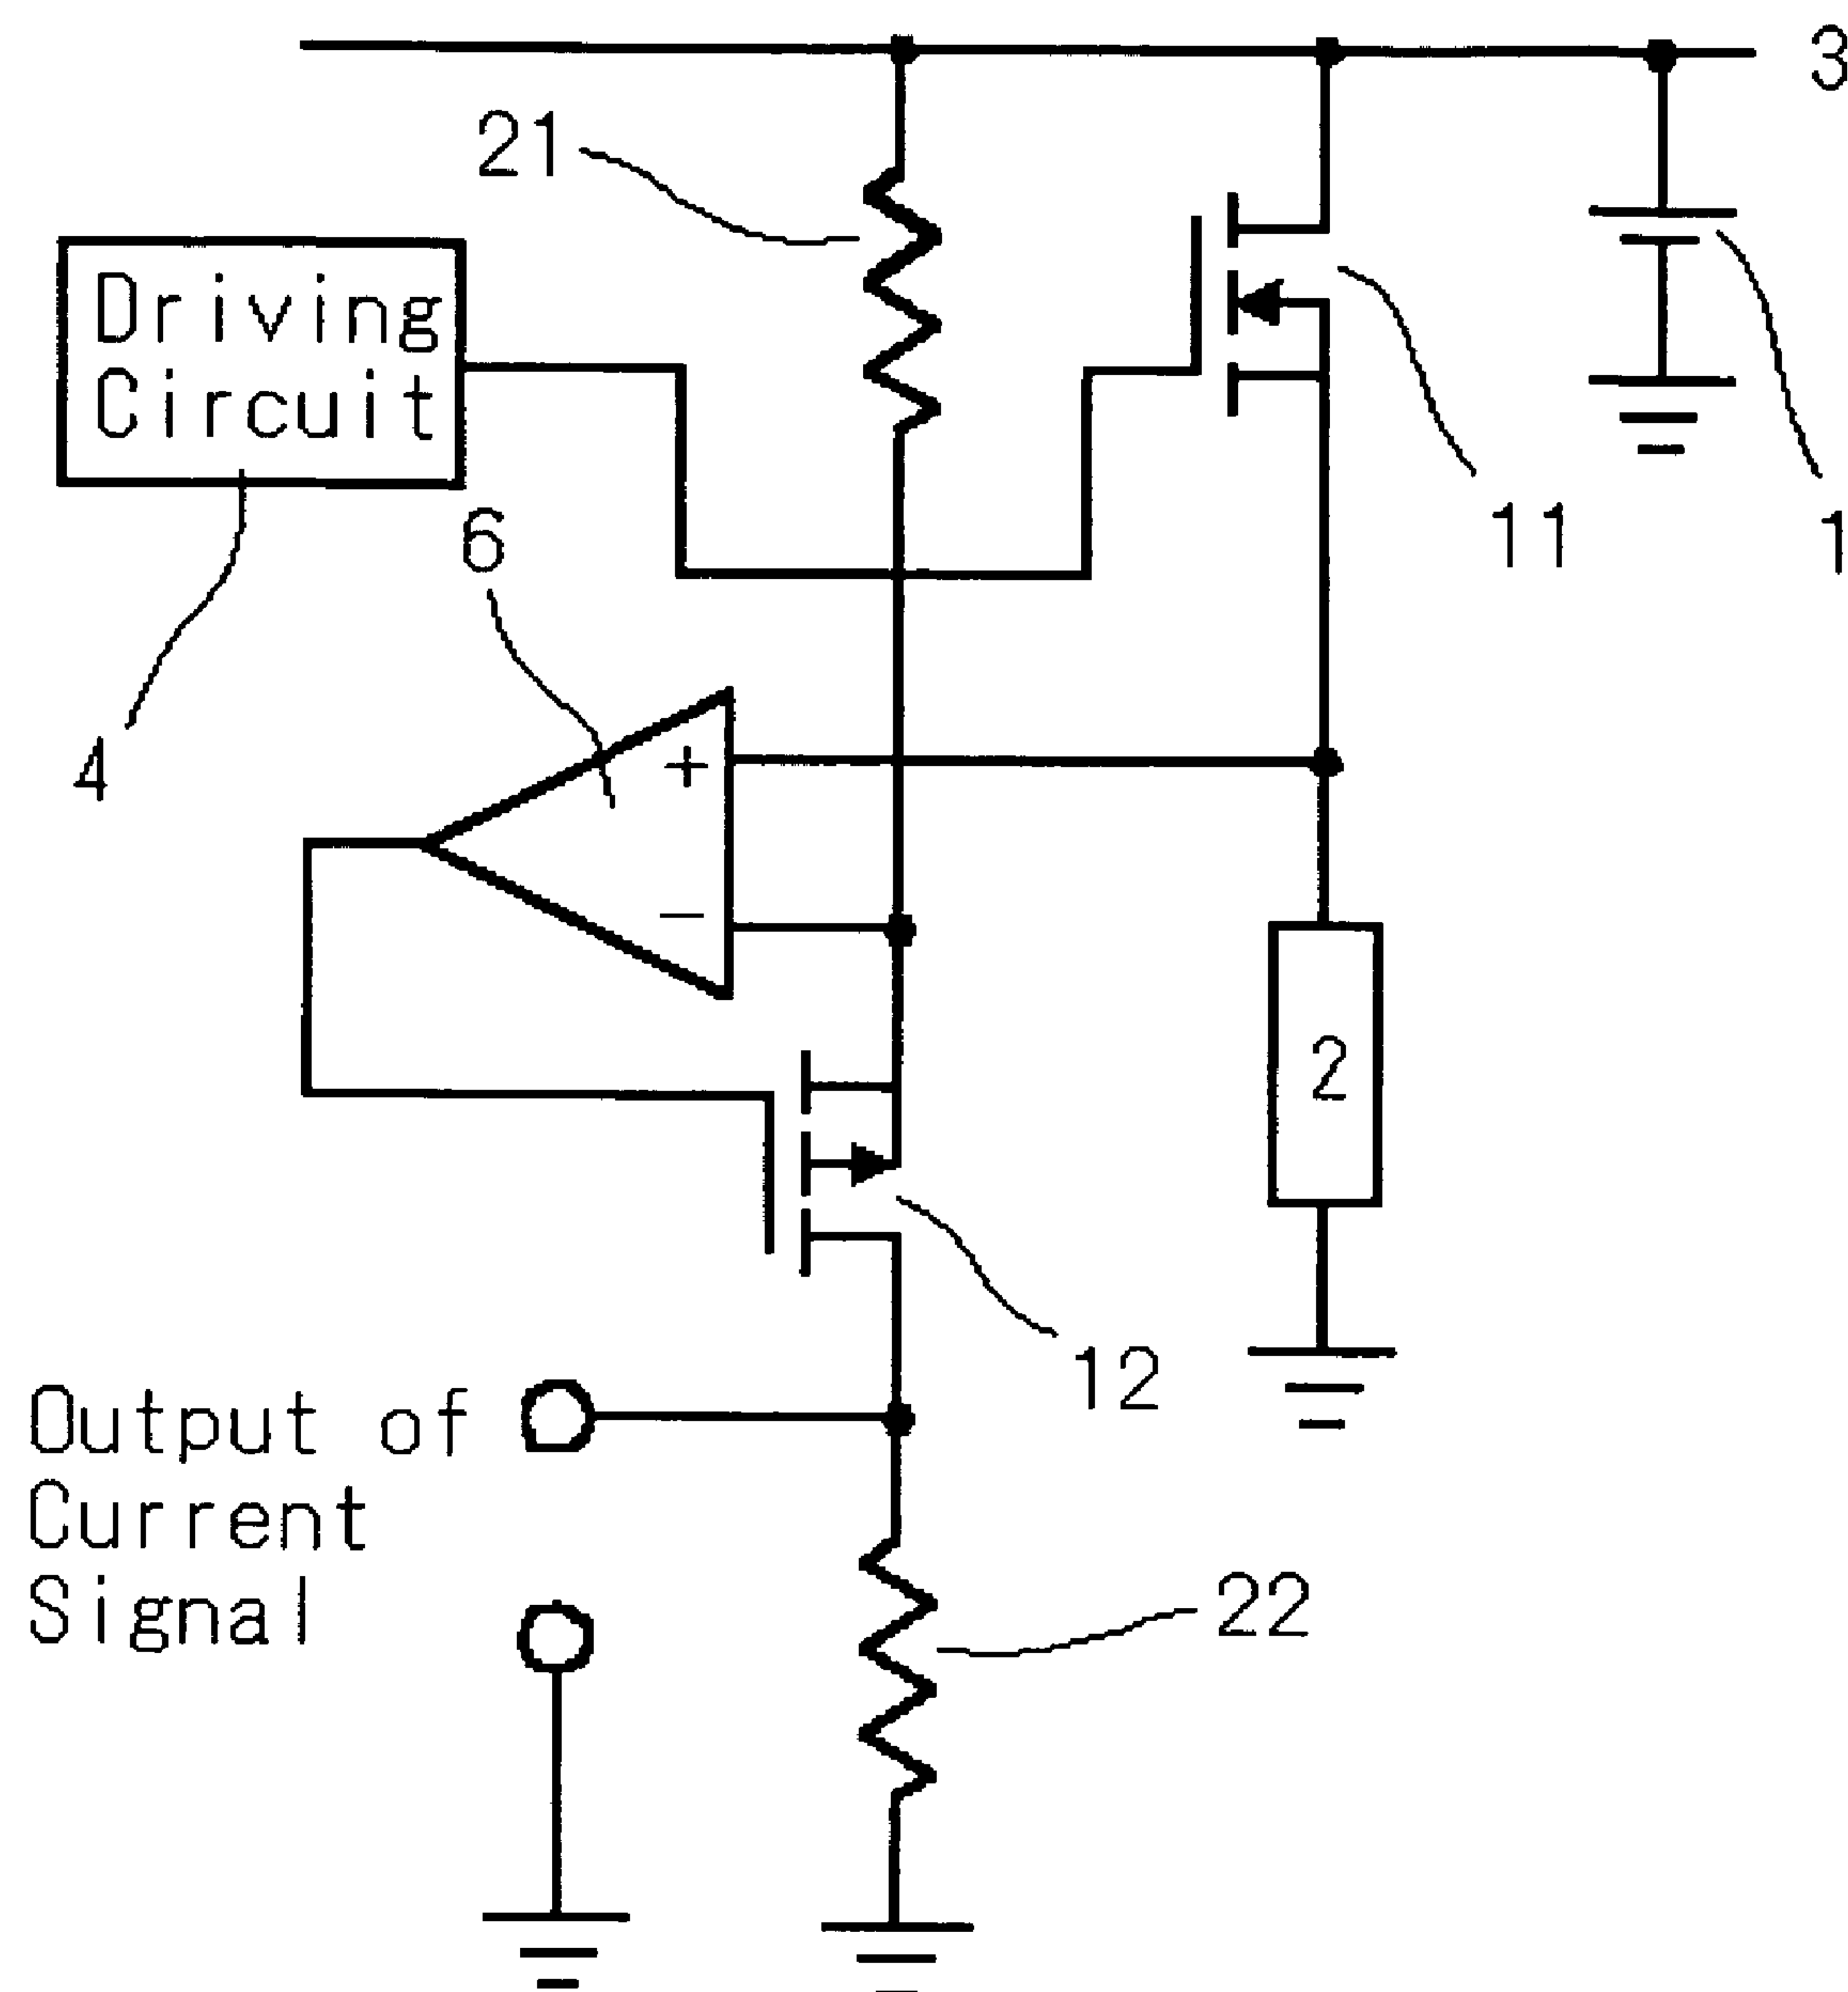 3
21
Driving
Circuit
11
1
6
4
+
−
2
12
Output of
Current
Signal
22